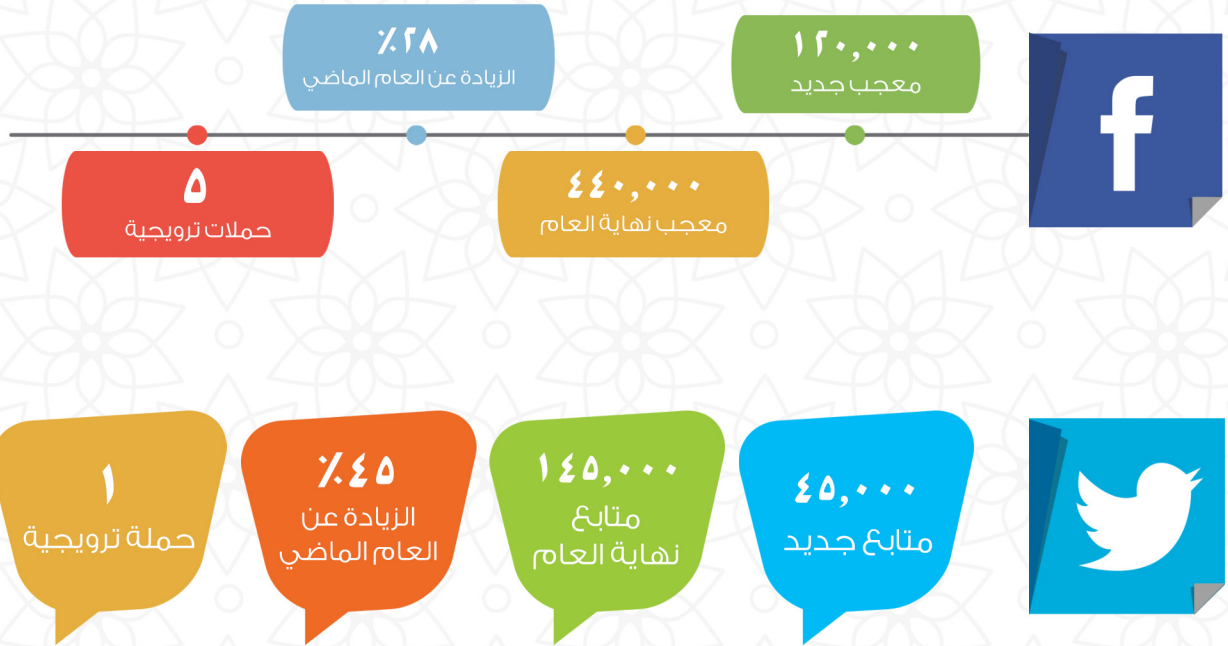 ١٢٠,٠٠٠
معجب جديد
٤٤٠,٠٠٠
معجب نهاية العام
٪٢٨
الزيادة عن العام الماضي
٥
حملات ترويجية
٤٥,٠٠٠
متابع جديد
١٤٥,٠٠٠
متابع
نهاية العام
٪٤٥
الزيادة عن
العام الماضي
١
حملة ترويجية